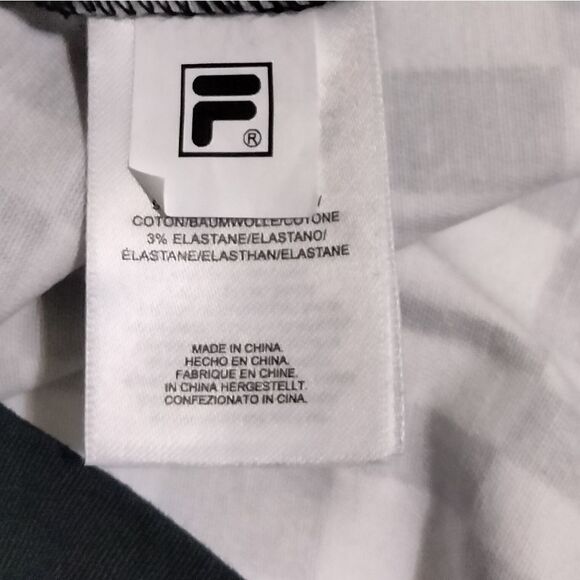 F®
COTON/BAUMWOLLE/COTONE
3% ELASTANE/ELASTANO/
ÉLASTANE/ELASTHAN/ELASTANE
MADE IN CHINA.
HECHO EN CHINA.
FABRIQUE EN CHINE.
IN CHINA HERGESTELLT.
CONFEZIONATO IN CINA.